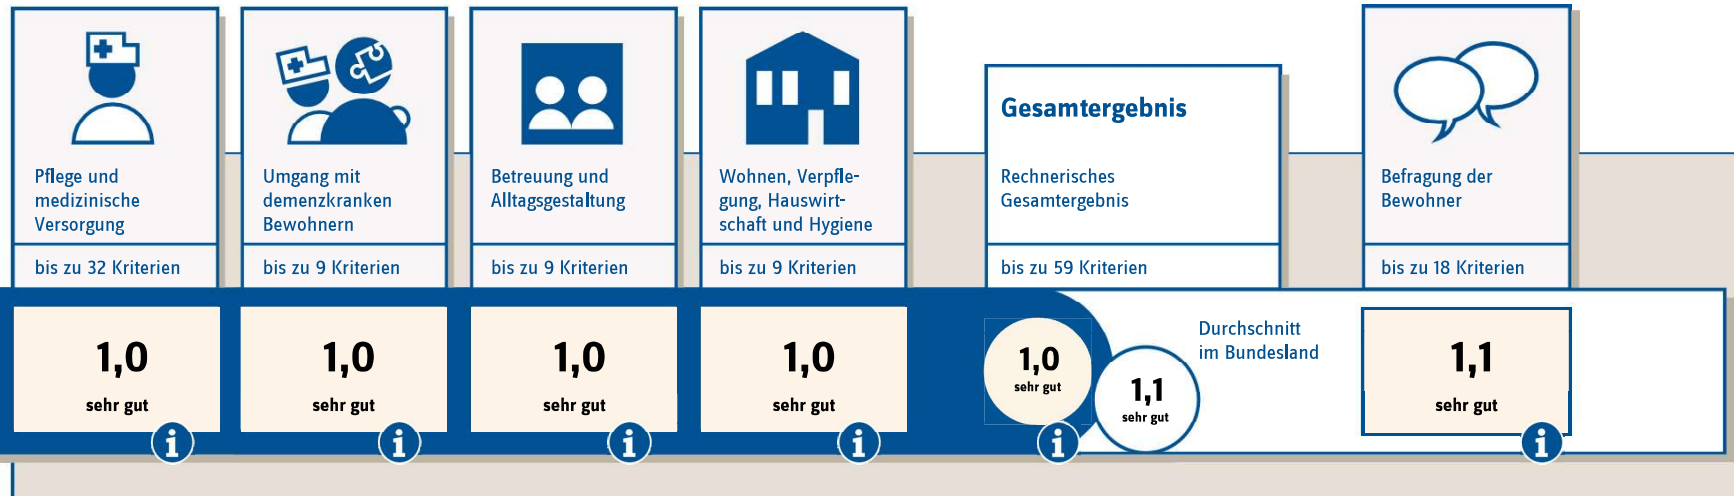 Pflege und
medizinische
Versorgung
bis zu 32 Kriterien
1,0
sehr gut
i
Umgang mit
demenzkranken
Bewohnern
bis zu 9 Kriterien
1,0
sehr gut
i
Betreuung und
Alltagsgestaltung
bis zu 9 Kriterien
1,0
sehr gut
i
Wohnen, Verpfle-
gung, Hauswirt-
schaft und Hygiene
bis zu 9 Kriterien
1,0
sehr gut
i
Gesamtergebnis
Rechnerisches
Gesamtergebnis
bis zu 59 Kriterien
1,0
sehr gut
i
1,1
sehr gut
Durchschnitt
im Bundesland
Befragung der
Bewohner
bis zu 18 Kriterien
1,1
sehr gut
i